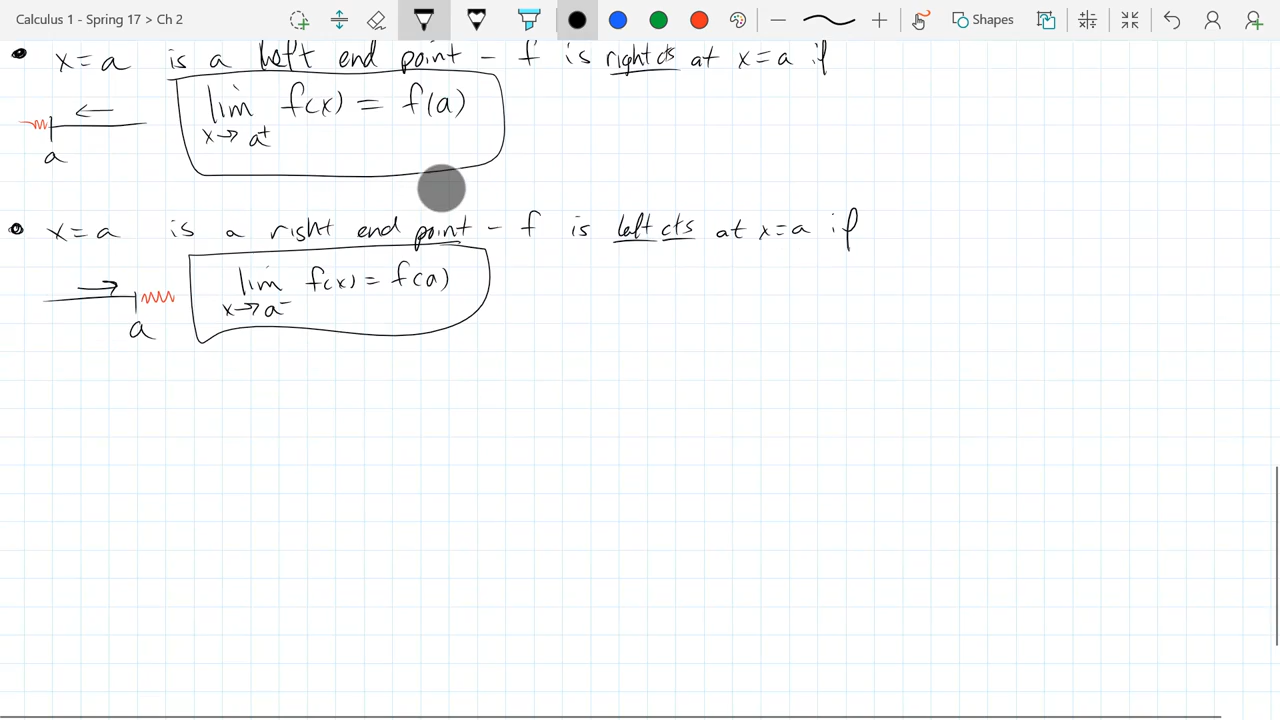 Calculus 1 - Spring 17 > Ch 2
Shapes
x = a is a left end point - f is right cts at x = a if
lim f(x) = f(a)
x → a⁺
a
x = a is a right end point - f is left cts at x = a if
lim f(x) = f(a)
x → a⁻
a